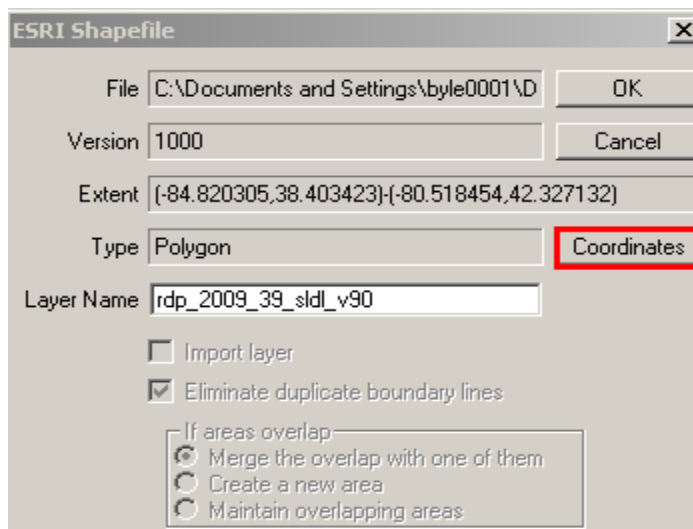 ESRI Shapefile
File C:\Documents and Settings\byle0001\D OK
Version 1000 Cancel
Extent (-84.820305,38.403423)-(-80.518454,42.327132)
Type Polygon Coordinates
Layer Name rdp_2009_39_sldl_v90
Import layer
Eliminate duplicate boundary lines
If areas overlap
Merge the overlap with one of them
Create a new area
Maintain overlapping areas